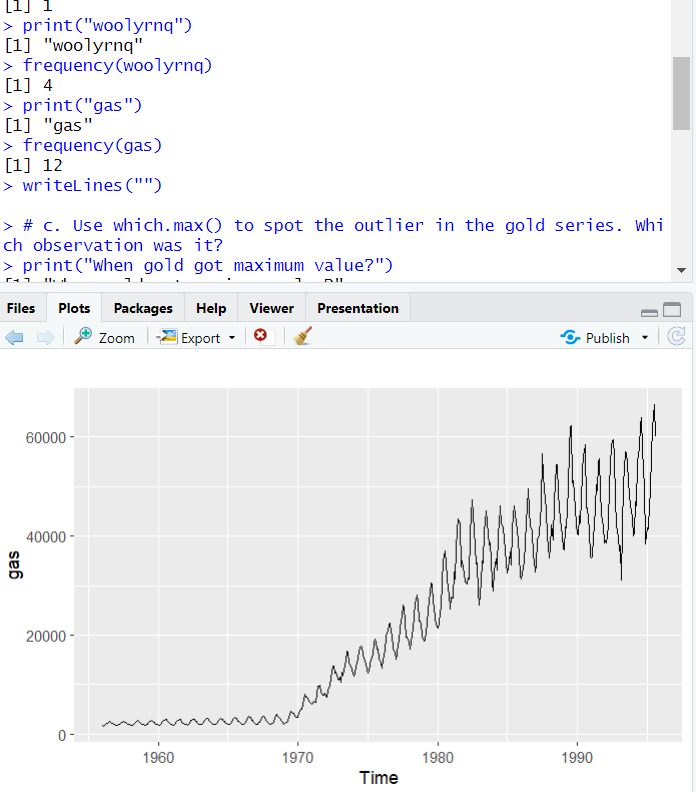 [1] 1
> print("woolyrnq")
[1] "woolyrnq"
> frequency(woolyrnq)
[1] 4
> print("gas")
[1] "gas"
> frequency(gas)
[1] 12
> writeLines("")
> # c. Use which.max() to spot the outlier in the gold series. Whi
ch observation was it?
> print("When gold got maximum value?")
Files Plots Packages Help Viewer Presentation
Zoom Export Publish
60000
40000
20000
0
gas
1960 1970 1980 1990
Time